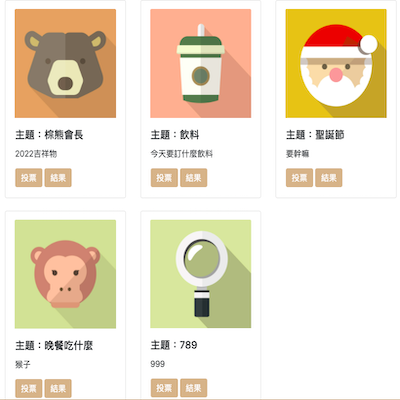 主題：棕熊會長
2022吉祥物
投票 結果
主題：飲料
今天要訂什麼飲料
投票 結果
主題：聖誕節
要幹嘛
投票 結果
主題：晚餐吃什麼
猴子
投票 結果
主題：789
999
投票 結果